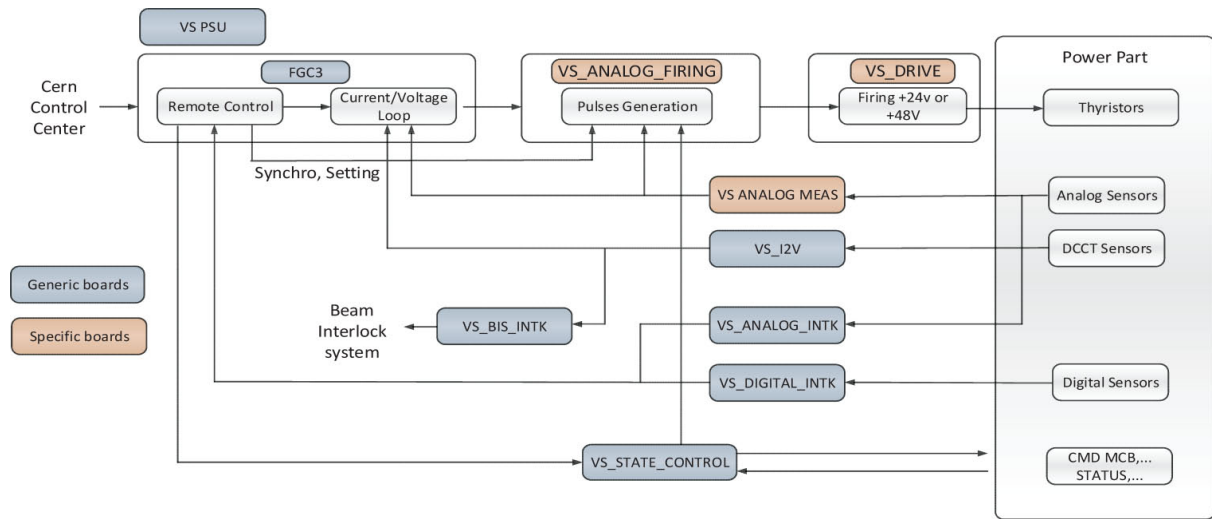 VS PSU
FGC3
VS_ANALOG_FIRING
VS_DRIVE
Power Part
Cern
Control
Center
Remote Control
Current/Voltage
Loop
Pulses Generation
Firing +24v or
+48V
Thyristors
Synchro, Setting
VS ANALOG MEAS
Analog Sensors
VS_I2V
DCCT Sensors
Generic boards
Specific boards
Beam
Interlock
system
VS_BIS_INTK
VS_ANALOG_INTK
VS_DIGITAL_INTK
Digital Sensors
VS_STATE_CONTROL
CMD MCB,...
STATUS,...